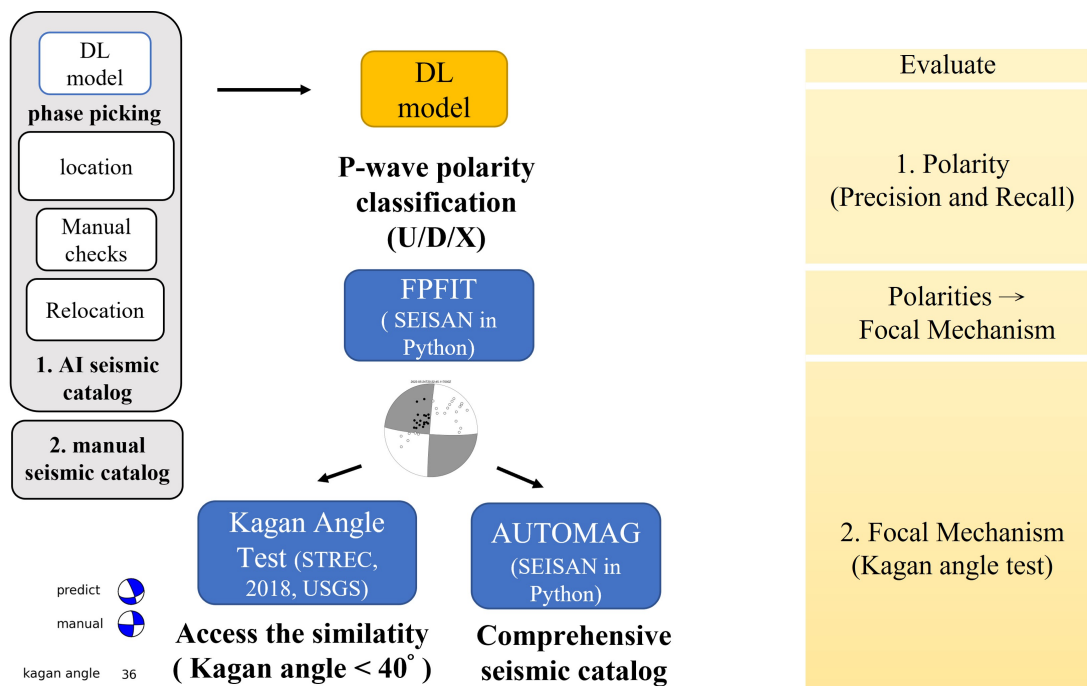 DL
model
phase picking
location
Manual
checks
Relocation
1. AI seismic
catalog
2. manual
seismic catalog
DL
model
P-wave polarity
classification
(U/D/X)
FPFIT
( SEISAN in
Python)
Kagan Angle
Test (STREC,
2018, USGS)
Access the similatity
( Kagan angle < 40°)
AUTOMAG
(SEISAN in
Python)
Comprehensive
seismic catalog
predict
manual
kagan angle 36
Evaluate
1. Polarity
(Precision and Recall)
Polarities →
Focal Mechanism
2. Focal Mechanism
(Kagan angle test)